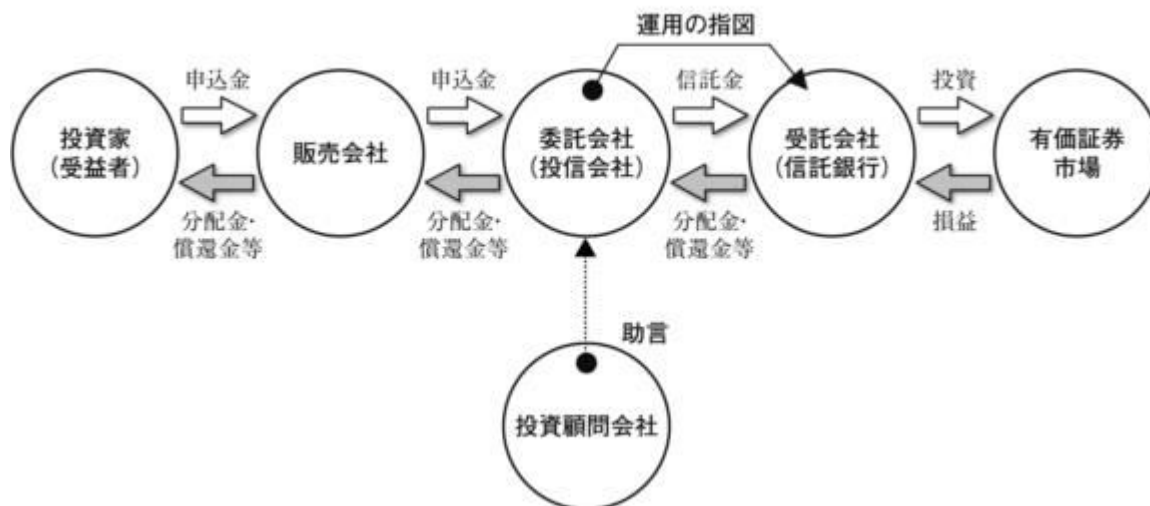 運用の指図
申込金
申込金
信託金
投資
投資家
(受益者)
販売会社
委託会社
(投信会社)
受託会社
(信託銀行)
有価証券
市場
分配金・
償還金等
分配金・
償還金等
分配金・
償還金等
損益
助言
投資顧問会社